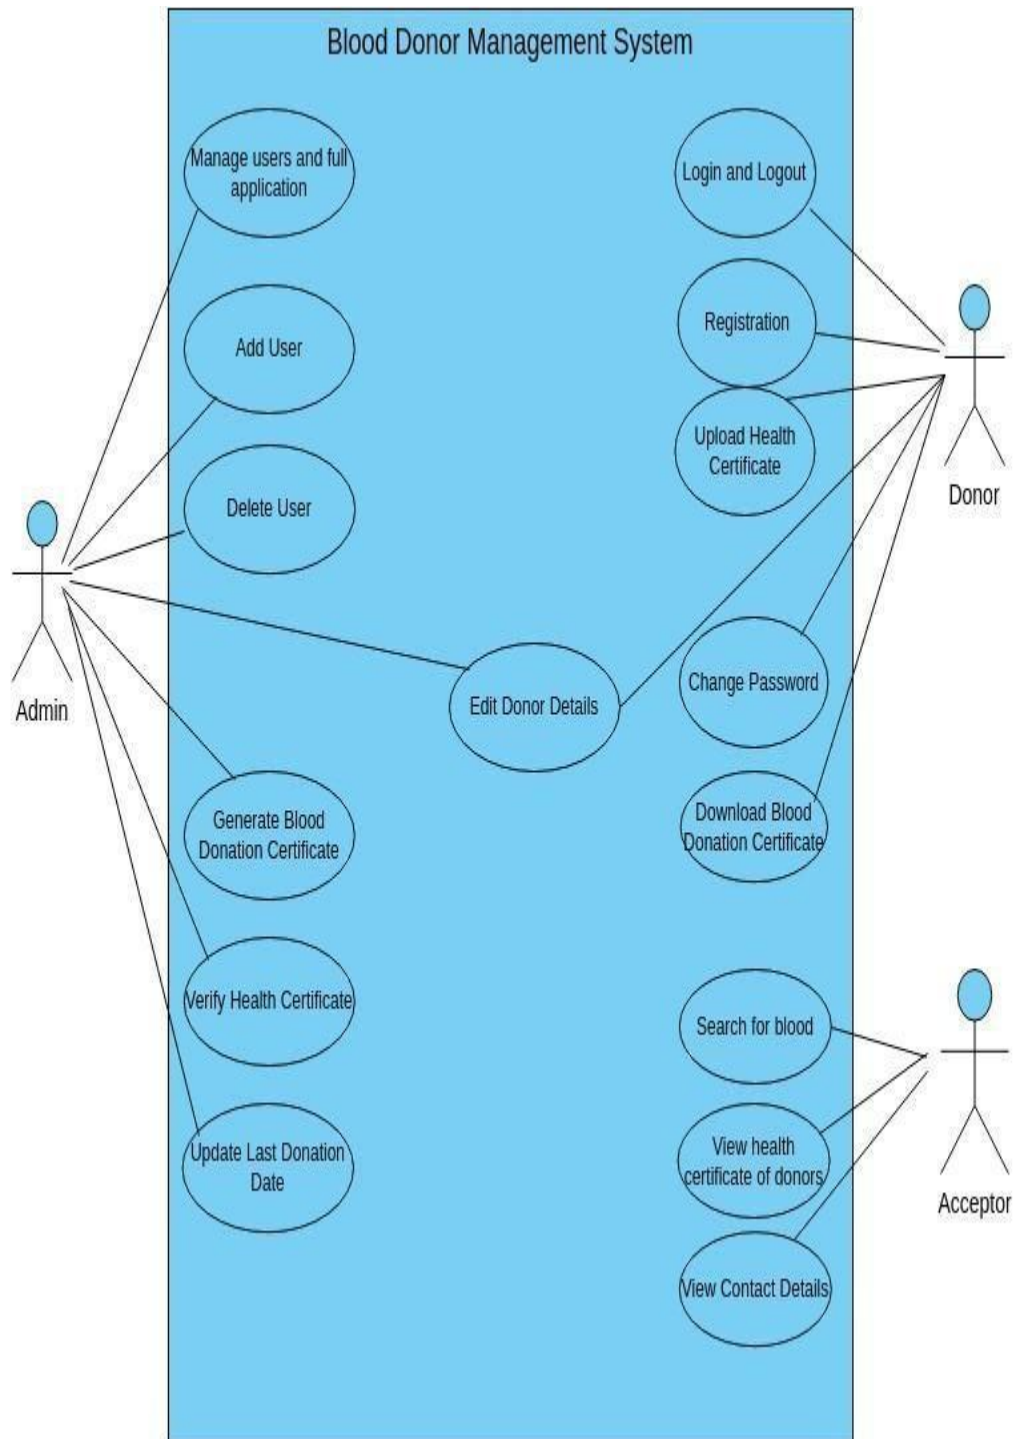 Blood Donor Management System
Manage users and full
application
Login and Logout
Add User
Registration
Upload Health
Certificate
Delete User
Donor
Admin
Edit Donor Details
Change Password
Generate Blood
Donation Certificate
Download Blood
Donation Certificate
Verify Health Certificate
Search for blood
Update Last Donation
Date
View health
certificate of donors
Acceptor
View Contact Details